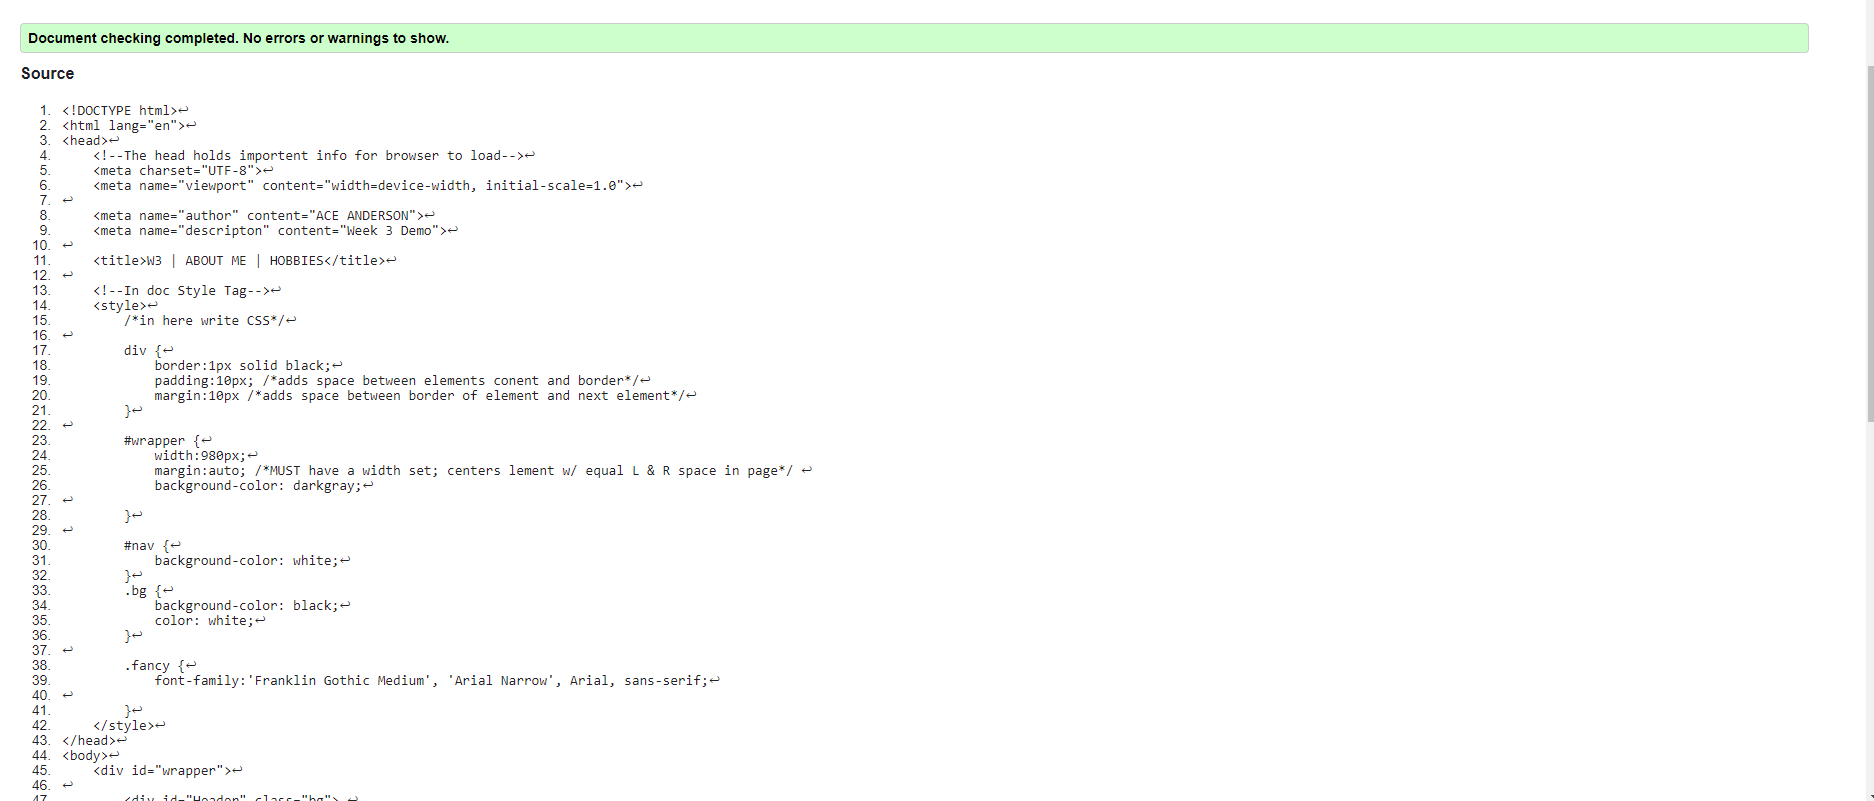 Document checking completed. No errors or warnings to show.
Source
1. <!DOCTYPE html>↩
2. <html lang="en">↩
3. <head>↩
4.     <!--The head holds importent info for browser to load-->↩
5.     <meta charset="UTF-8">↩
6.     <meta name="viewport" content="width=device-width, initial-scale=1.0">↩
7. ↩
8.     <meta name="author" content="ACE ANDERSON">↩
9.     <meta name="descripton" content="Week 3 Demo">↩
10. ↩
11.     <title>W3 | ABOUT ME | HOBBIES</title>↩
12. ↩
13.     <!--In doc Style Tag-->↩
14.     <style>↩
15.         /*in here write CSS*/↩
16. ↩
17.         div {↩
18.             border:1px solid black;↩
19.             padding:10px; /*adds space between elements conent and border*/↩
20.             margin:10px /*adds space between border of element and next element*/↩
21.         }↩
22. ↩
23.         #wrapper {↩
24.             width:980px;↩
25.             margin:auto; /*MUST have a width set; centers lement w/ equal L & R space in page*/ ↩
26.             background-color: darkgray;↩
27. ↩
28.         }↩
29. ↩
30.         #nav {↩
31.             background-color: white;↩
32.         }↩
33.         .bg {↩
34.             background-color: black;↩
35.             color: white;↩
36.         }↩
37. ↩
38.         .fancy {↩
39.             font-family:'Franklin Gothic Medium', 'Arial Narrow', Arial, sans-serif;↩
40. ↩
41.         }↩
42.     </style>↩
43. </head>↩
44. <body>↩
45.     <div id="wrapper">↩
46. ↩
47.         <div id="Header" class="bg"> ↩